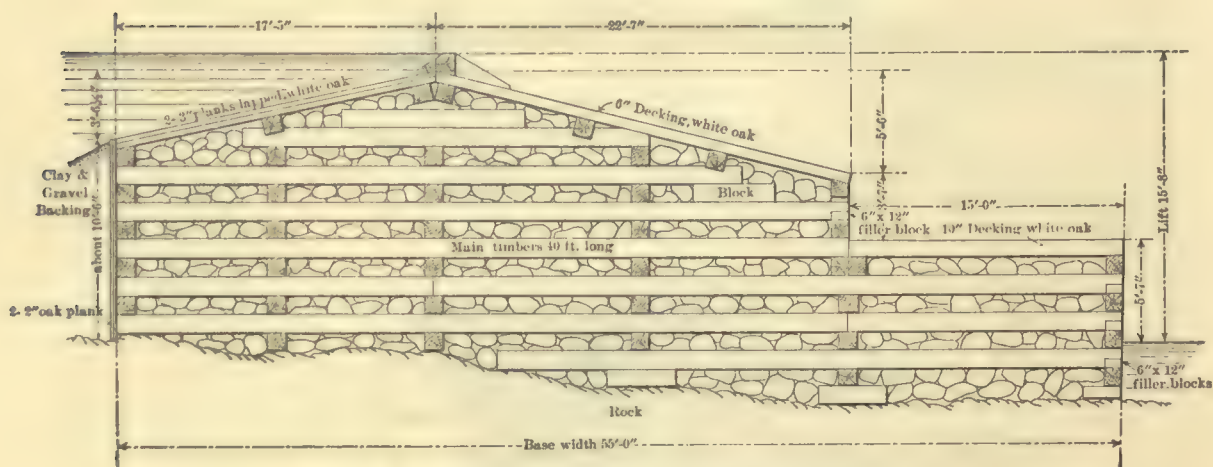 17'-5"
22'-7"
2- 3" Planks lapped, white oak
6" Decking, white oak
3'-6½"
5'-6"
Lift 15'-8"
Clay &
Gravel
Backing
about 10'-6"
Block
3'-7"
15'-0"
6" x 12"
filler block
10" Decking white oak
Main timbers 40 ft. long
5'-7"
2- 2" oak plank
6" x 12"
filler blocks
Rock
Base width 55'-0"